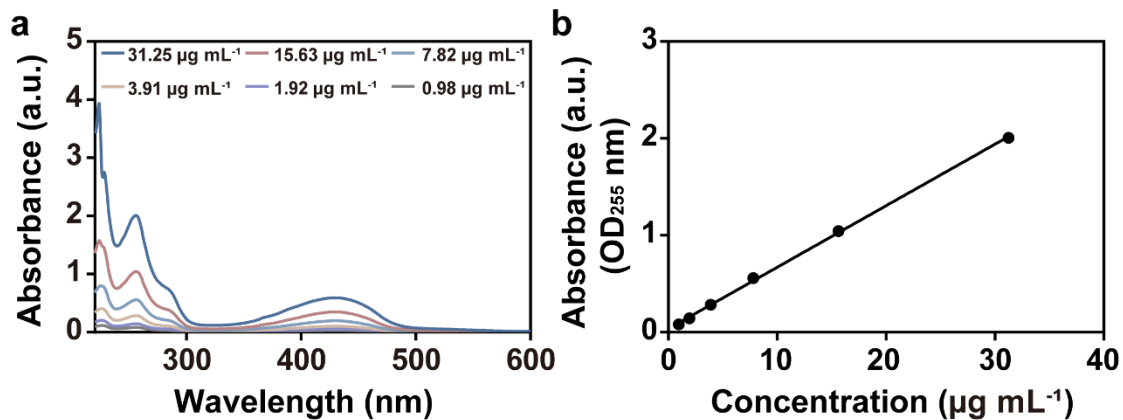 a
5
4
3
2
1
0
Absorbance (a.u.)
31.25 µg mL⁻¹ 15.63 µg mL⁻¹ 7.82 µg mL⁻¹
3.91 µg mL⁻¹ 1.92 µg mL⁻¹ 0.98 µg mL⁻¹
300 400 500 600
Wavelength (nm)
b
3
2
1
0
Absorbance (a.u.)
(OD₂₅₅ nm)
0 10 20 30 40
Concentration (µg mL⁻¹)